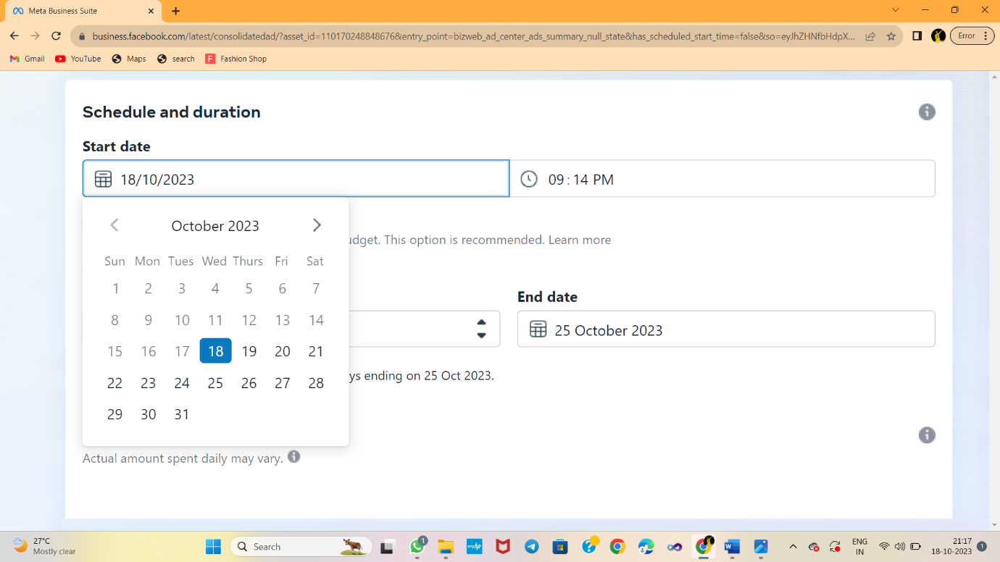 Meta Business Suite
business.facebook.com/latest/consolidatedad/?asset_id=110170248848676&entry_point=bizweb_ad_center_ads_summary_null_state&has_scheduled_start_time=false&so=eyJhZHNfbHdpX...
Error
Gmail YouTube Maps search F Fashion Shop
Schedule and duration
Start date
18/10/2023 09 : 14 PM
October 2023
This option is recommended. Learn more
Sun Mon Tues Wed Thurs Fri Sat
1 2 3 4 5 6 7
End date
8 9 10 11 12 13 14
25 October 2023
15 16 17 18 19 20 21
ending on 25 Oct 2023.
22 23 24 25 26 27 28
29 30 31
Actual amount spent daily may vary.
27°C
Mostly clear
Search
1
myhp
ENG
IN
21:17
18-10-2023
1